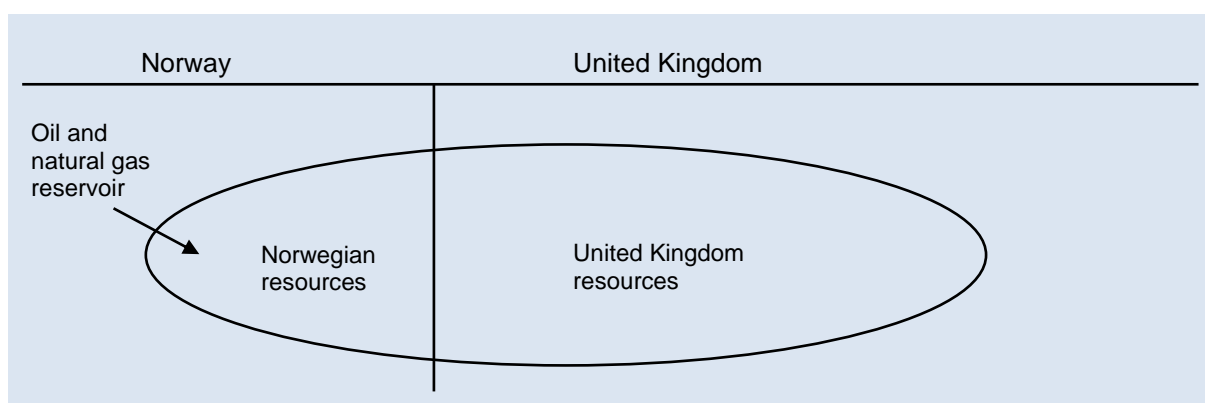 Norway
United Kingdom
Oil and
natural gas
reservoir
Norwegian
resources
United Kingdom
resources